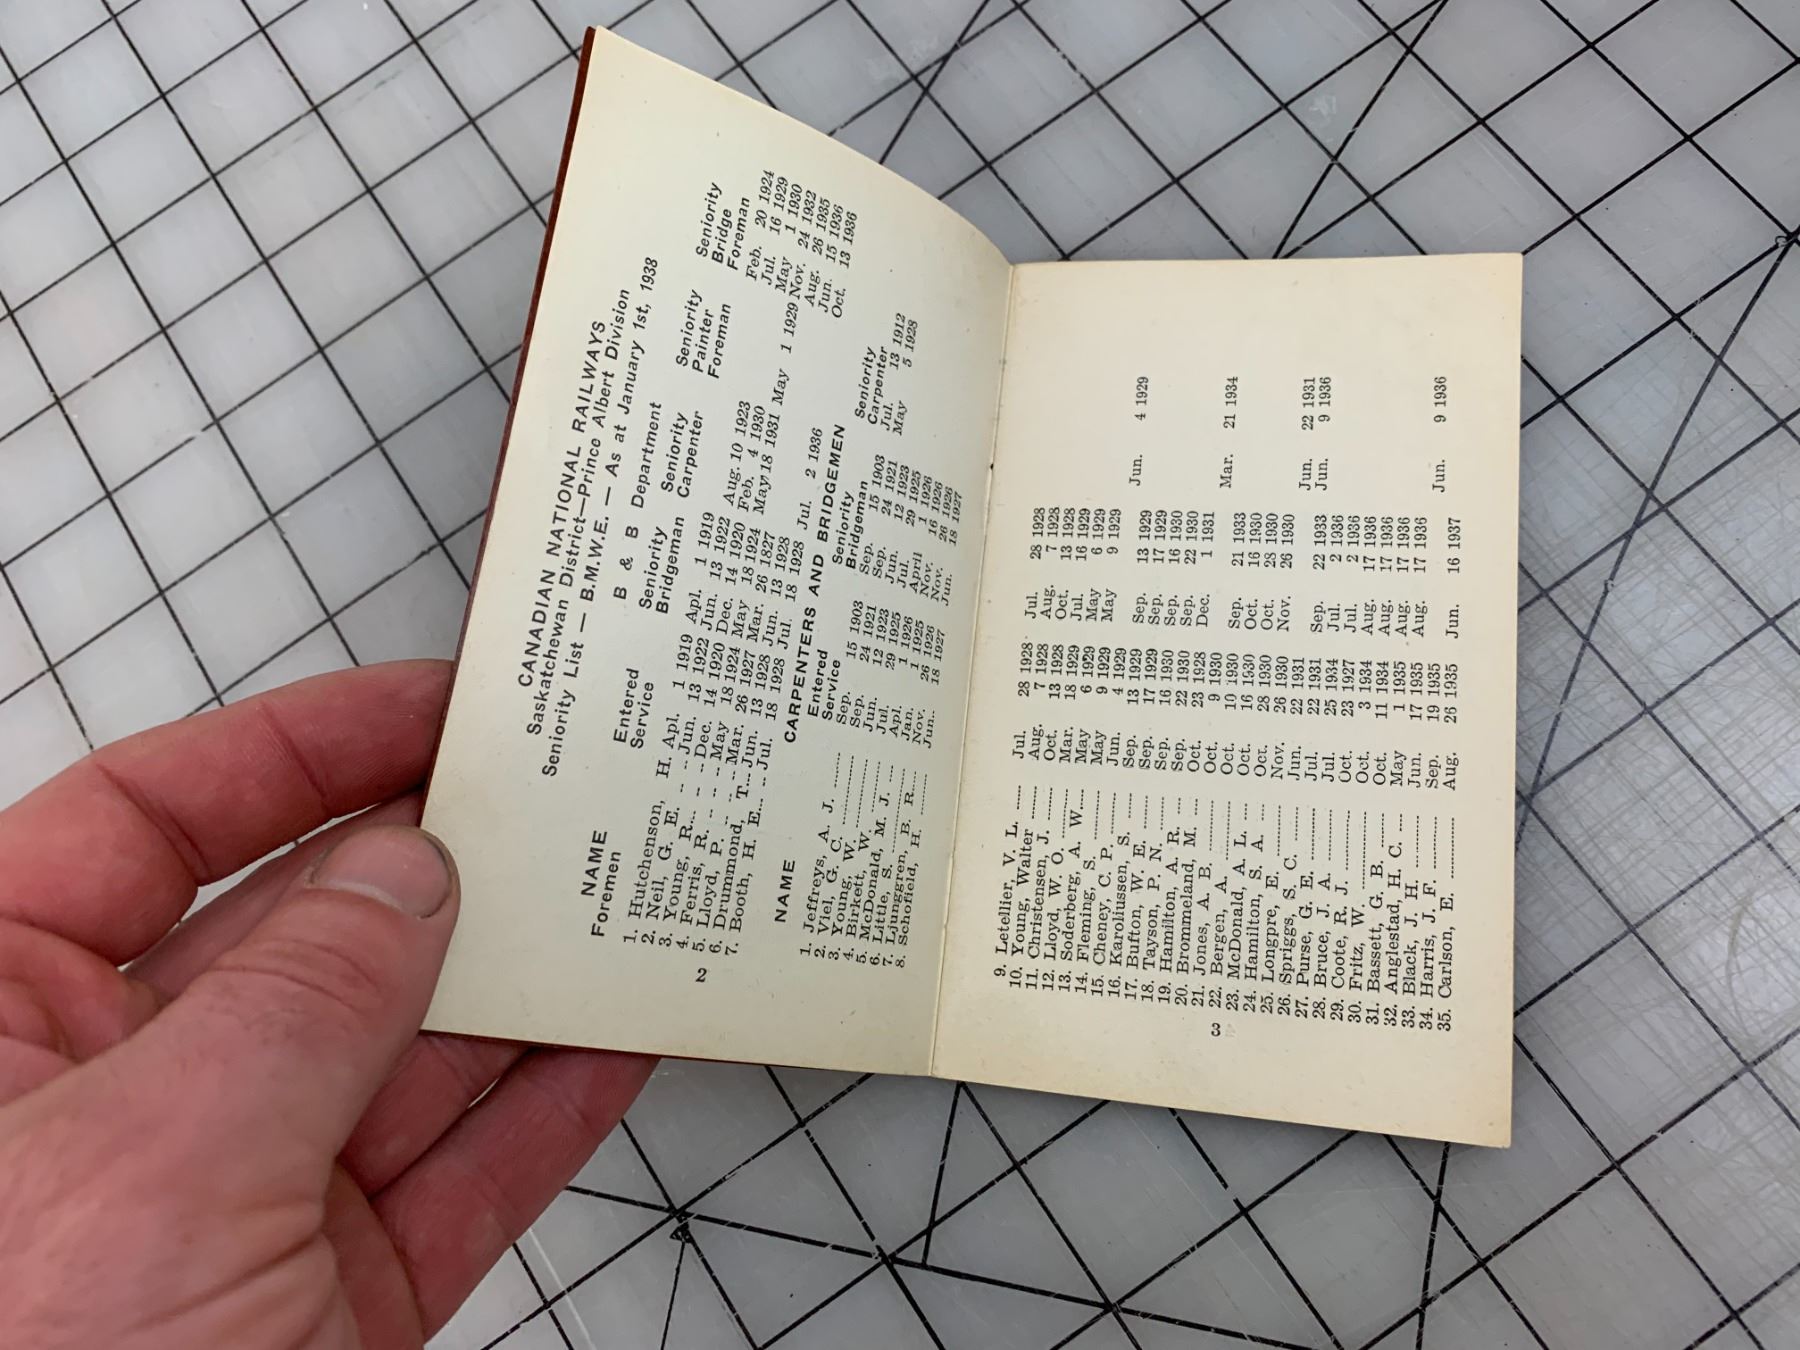 CANADIAN NATIONAL RAILWAYS
Saskatchewan District—Prince Albert Division
Seniority List — B.M.W.E. — As at January 1st, 1938
B & B Department
NAME Entered Service Seniority Bridgeman Seniority Carpenter Seniority Painter Foreman Seniority Bridge Foreman
Foremen
1. Hutchenson, H. Apl. 1 1919 Apl. 1 1919 Feb. 20 1924
2. Neil, G. E. Jun. 13 1922 Jun. 13 1922 Aug. 10 1923 Jul. 16 1929
3. Young, R. Dec. 14 1920 Dec. 14 1920 Feb. 4 1930 May 1 1930
4. Ferris, R. May 18 1924 May 18 1924 May 18 1931 May 1 1929 Nov. 24 1932
5. Lloyd, P. Mar. 26 1927 Mar. 26 1827 Aug. 26 1935
6. Drummond, T. Jun. 13 1928 Jun. 13 1928 Jun. 15 1936
7. Booth, H. E. Jul. 18 1928 Jul. 18 1928 Jul. 2 1936 Oct. 13 1936
CARPENTERS AND BRIDGEMEN
NAME Entered Service Seniority Bridgeman Seniority Carpenter
1. Jeffreys, A. J. Sep. 15 1903 Sep. 15 1903 Jul. 13 1912
2. Viel, G. C. Sep. 24 1921 Sep. 24 1921 May 5 1928
3. Young, W. Jun. 12 1923 Jun. 12 1923
4. Birkett, W. Jul. 29 1925 Jul. 29 1925
5. McDonald, M. J. Apl. 1 1926 April 1 1926
6. Little, S. Jan. 1 1925 Nov. 16 1926
7. Ljunggren, B. R. Nov. 26 1926 Nov. 26 1926
8. Schofield, H. Jun. 18 1927 Jun. 18 1927
2
9. Letellier, V. L. Jul. 28 1928 Jul. 28 1928
10. Young, Walter Aug. 7 1928 Aug. 7 1928
11. Christensen, J. Oct. 13 1928 Oct. 13 1928
12. Lloyd, W. O. Mar. 18 1929 Jul. 16 1929
13. Soderberg, A. W. May 6 1929 May 6 1929
14. Fleming, S. May 9 1929 May 9 1929
15. Cheney, C. P. Jun. 4 1929 Jun. 4 1929
16. Karoliussen, S. Sep. 13 1929 Sep. 13 1929
17. Bufton, W. E. Sep. 17 1929 Sep. 17 1929
18. Tayson, P. N. Sep. 16 1930 Sep. 16 1930
19. Hamilton, A. R. Sep. 22 1930 Sep. 22 1930
20. Brommeland, M. Oct. 23 1928 Dec. 1 1931
21. Jones, A. B. Oct. 9 1930 Mar. 21 1934
22. Bergen, A. Oct. 10 1930 Sep. 21 1933
23. McDonald, A. L. Oct. 16 1930 Oct. 16 1930
24. Hamilton, S. A. Oct. 28 1930 Oct. 28 1930
25. Longpre, E. Nov. 26 1930 Nov. 26 1930
26. Spriggs, S. C. Jun. 22 1931 Jun. 22 1931
27. Purse, G. E. Jul. 22 1931 Sep. 22 1933 Jun. 9 1936
28. Bruce, J. A. Jul. 25 1934 Jul. 2 1936
29. Coote, R. J. Oct. 23 1927 Jul. 2 1936
30. Fritz, W. Oct. 3 1934 Aug. 17 1936
31. Bassett, G. B. Oct. 11 1934 Aug. 17 1936
32. Anglestad, H. C. May 1 1935 Aug. 17 1936
33. Black, J. H. Jun. 17 1935 Aug. 17 1936
34. Harris, J. F. Sep. 19 1935 Jun. 9 1936
35. Carlson, E. Aug. 26 1935 Jun. 16 1937
3